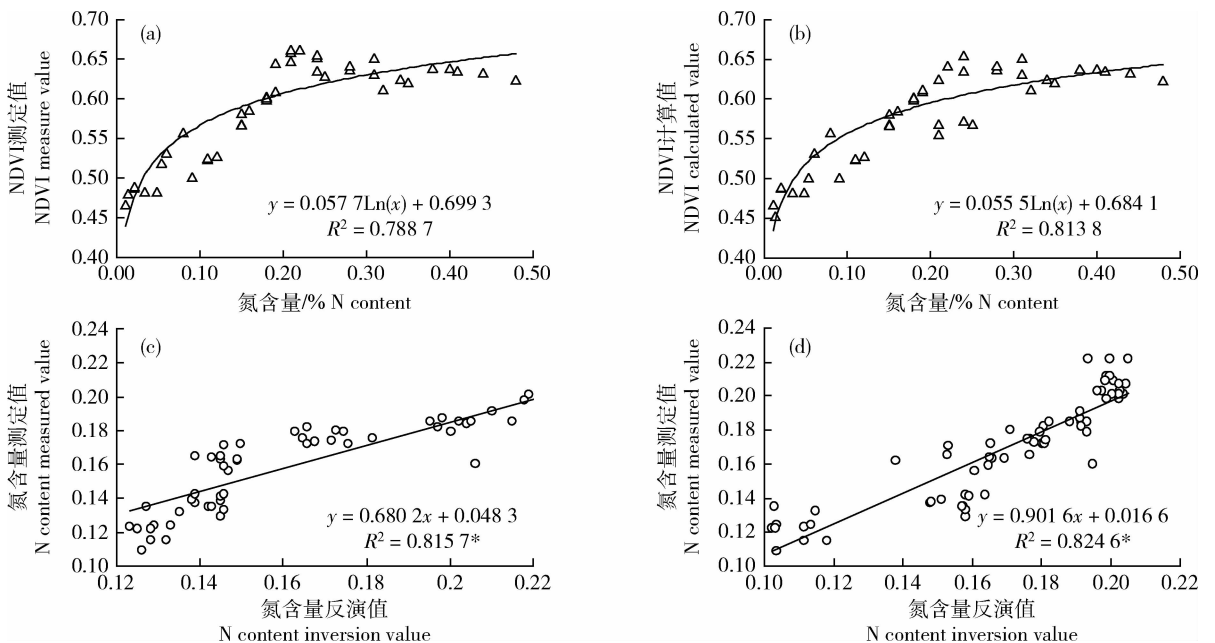 (a)
NDVI测定值
NDVI measure value
0.70
0.65
0.60
0.55
0.50
0.45
0.40
y = 0.057 7Ln(x) + 0.699 3
R² = 0.788 7
0.00 0.10 0.20 0.30 0.40 0.50
氮含量/% N content
(b)
NDVI计算值
NDVI calculated value
0.70
0.65
0.60
0.55
0.50
0.45
0.40
y = 0.055 5Ln(x) + 0.684 1
R² = 0.813 8
0.00 0.10 0.20 0.30 0.40 0.50
氮含量/% N content
(c)
氮含量测定值
N content measured value
0.24
0.22
0.20
0.18
0.16
0.14
0.12
0.10
y = 0.680 2x + 0.048 3
R² = 0.815 7*
0.12 0.14 0.16 0.18 0.2 0.22
氮含量反演值
N content inversion value
(d)
氮含量测定值
N content measured value
0.24
0.22
0.20
0.18
0.16
0.14
0.12
0.10
y = 0.901 6x + 0.016 6
R² = 0.824 6*
0.10 0.12 0.14 0.16 0.18 0.20 0.22
氮含量反演值
N content inversion value